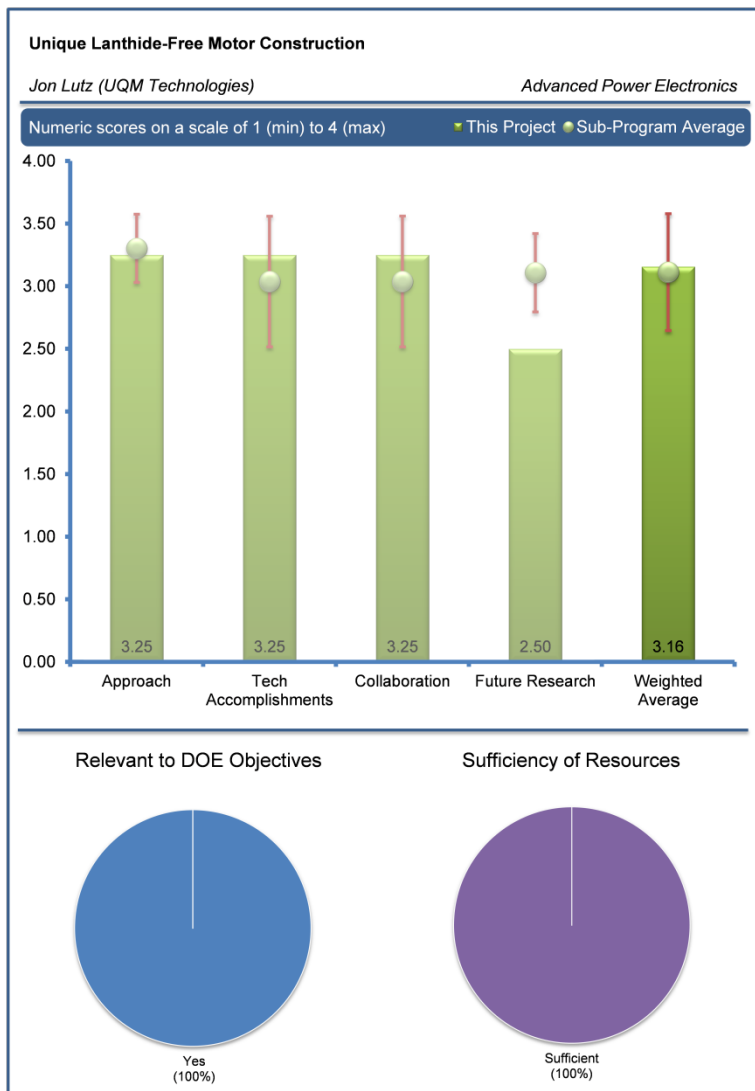 Unique Lanthide-Free Motor Construction
Jon Lutz (UQM Technologies) Advanced Power Electronics
Numeric scores on a scale of 1 (min) to 4 (max) This Project Sub-Program Average
4.00
3.50
3.00
2.50
2.00
1.50
1.00
0.50
0.00
3.25 3.25 3.25 2.50 3.16
Approach Tech Collaboration Future Research Weighted
Accomplishments Average
Relevant to DOE Objectives Sufficiency of Resources
Yes Sufficient
(100%) (100%)